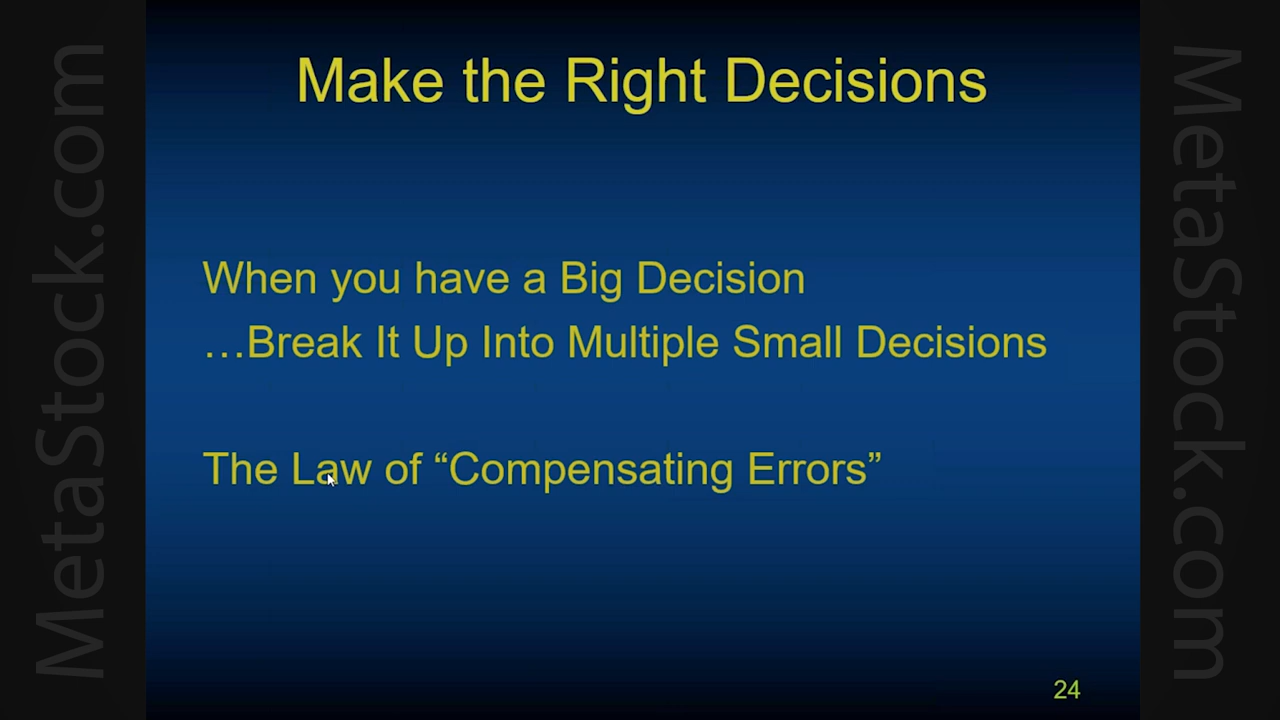 MetaStock.com
Make the Right Decisions
When you have a Big Decision
…Break It Up Into Multiple Small Decisions
The Law of “Compensating Errors”
24
MetaStock.com